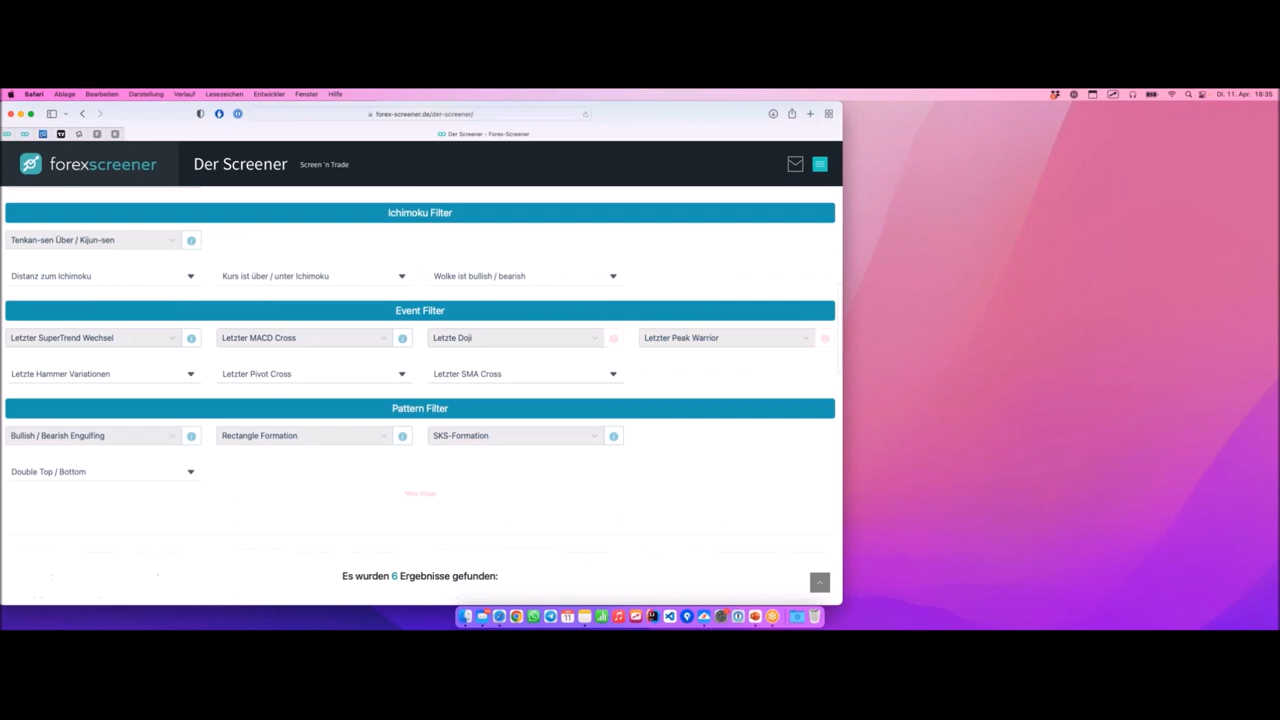 Safari Ablage Bearbeiten Darstellung Verlauf Lesezeichen Entwickler Fenster Hilfe Di. 11. Apr. 18:35
forex-screener.de/der-screener/
Der Screener - Forex-Screener
forexscreener Der Screener Screen 'n Trade
Ichimoku Filter
Tenkan-sen Über / Kijun-sen
Distanz zum Ichimoku Kurs ist über / unter Ichimoku Wolke ist bullish / bearish
Event Filter
Letzter SuperTrend Wechsel Letzter MACD Cross Letzte Doji Letzter Peak Warrior
Letzte Hammer Variationen Letzter Pivot Cross Letzter SMA Cross
Pattern Filter
Bullish / Bearish Engulfing Rectangle Formation SKS-Formation
Double Top / Bottom
*Pro-Filter
Es wurden 6 Ergebnisse gefunden: